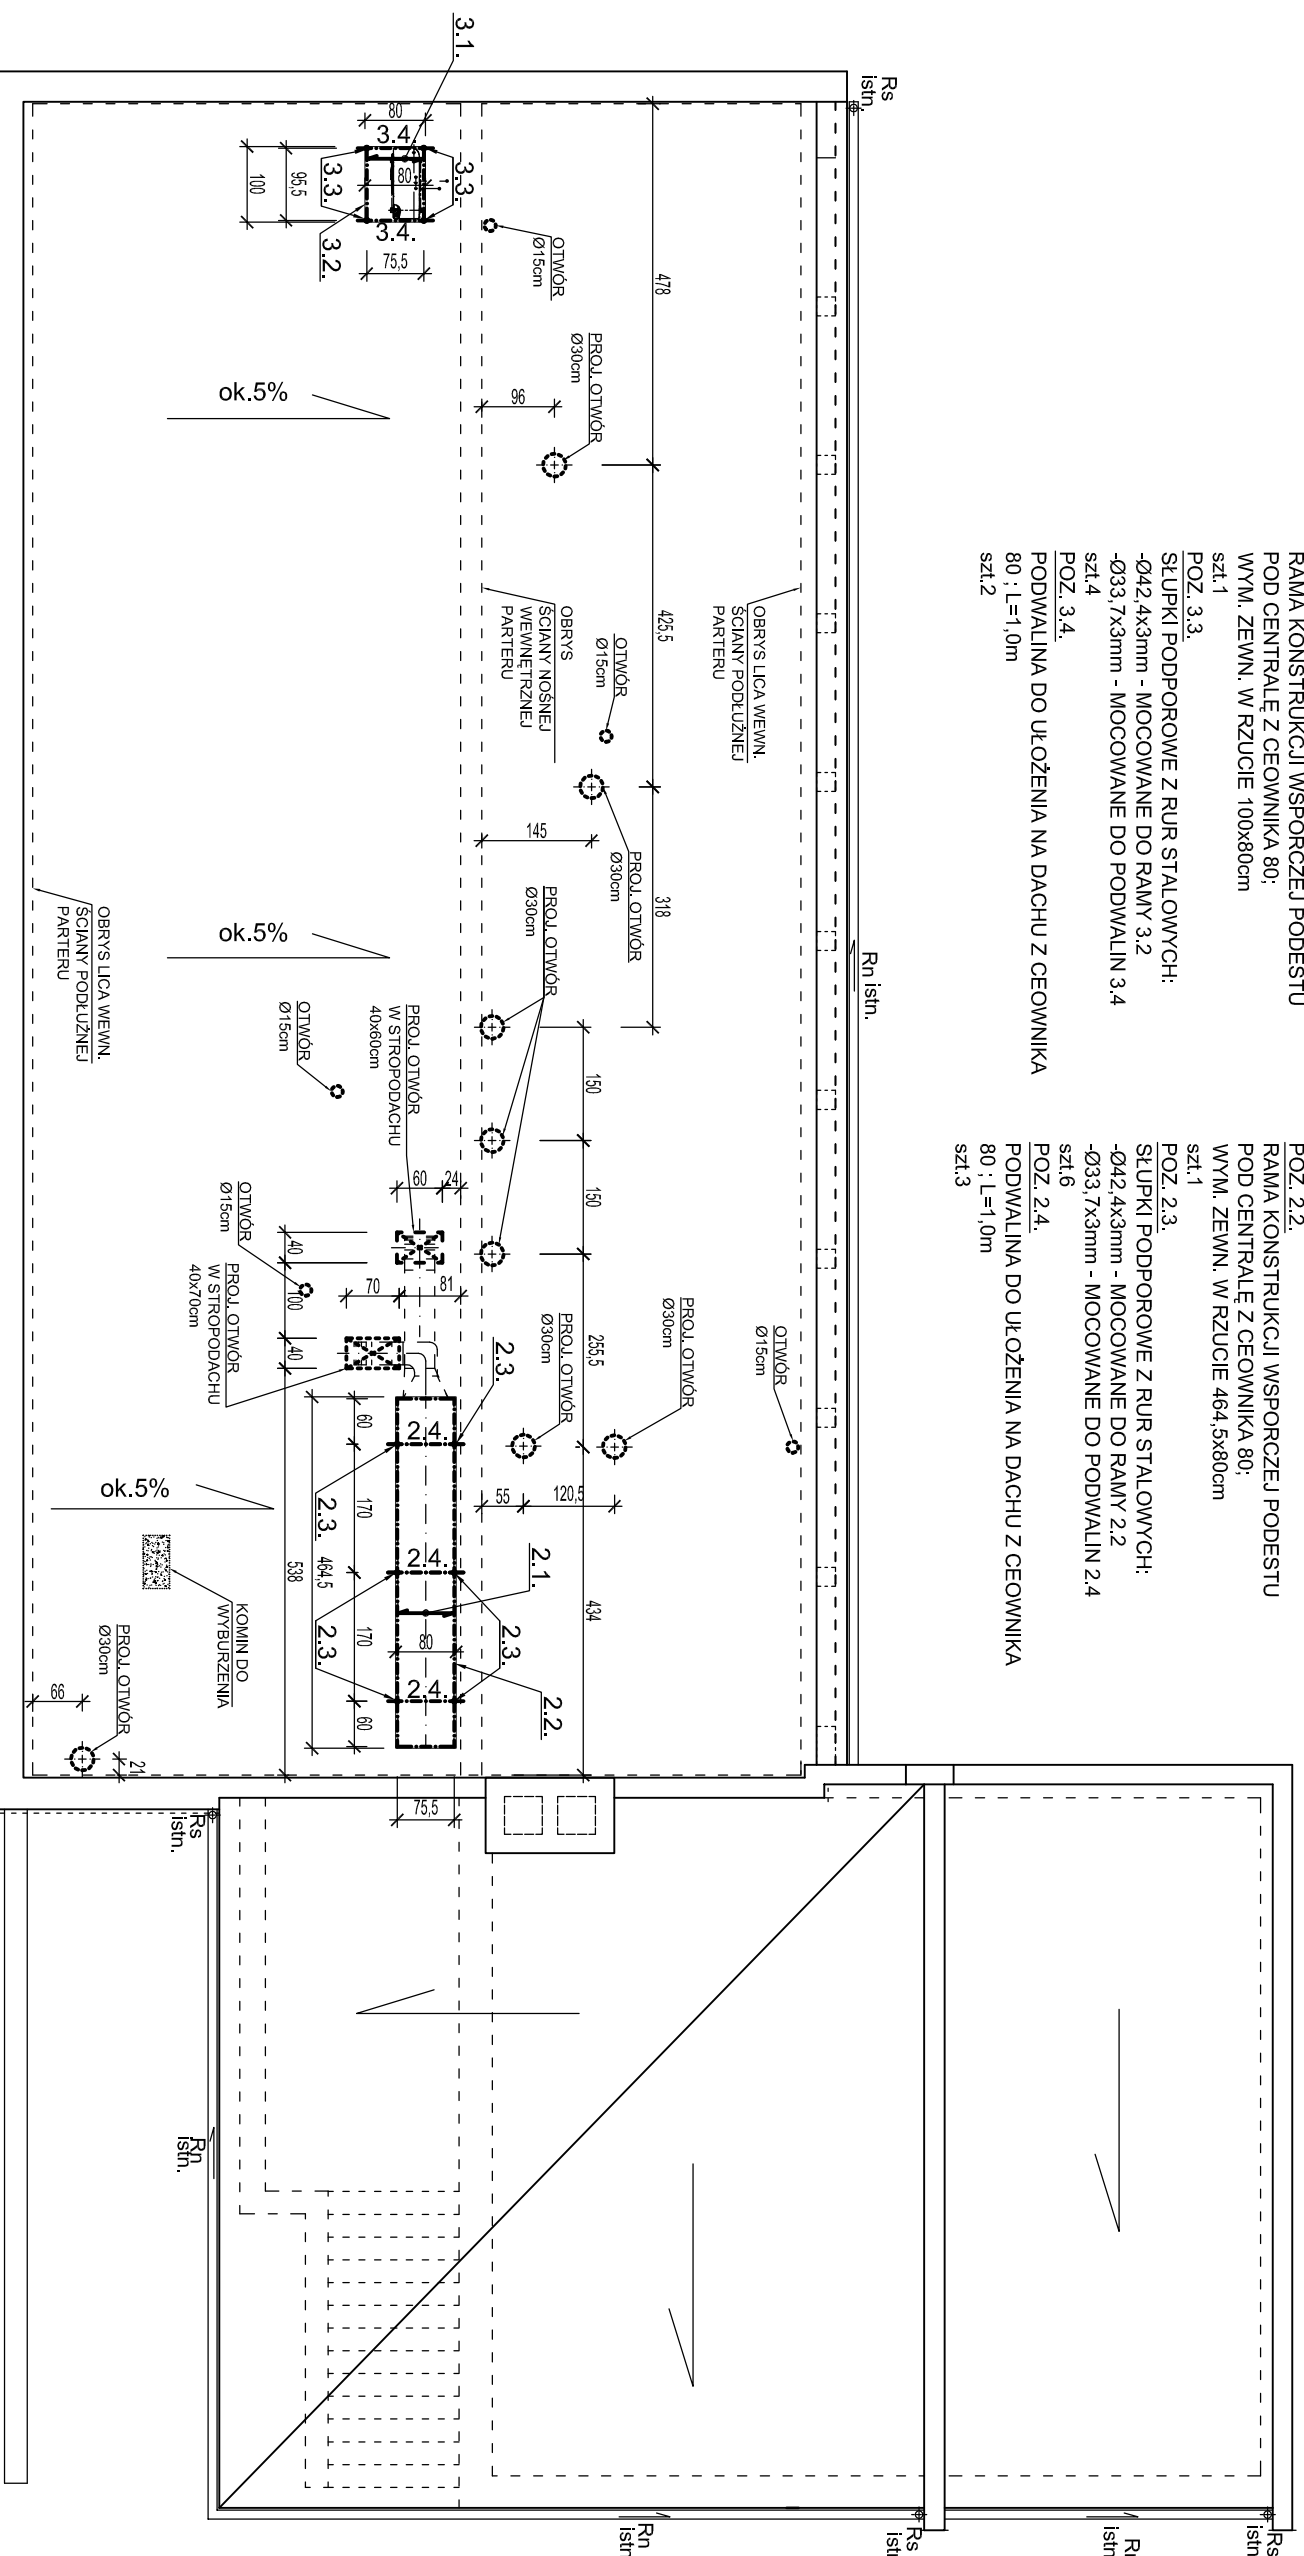 RAMA KONSTRUKCJI WSPORCZEJ PODESTU
POD CENTRALĘ Z CEOWNIKA 80;
WYM. ZEWN. W RZUCIE 100x80cm
szt.1
POZ. 3.3.
SŁUPKI PODPOROWE Z RUR STALOWYCH:
-Ø42,4x3mm - MOCOWANE DO RAMY 3.2
-Ø33,7x3mm - MOCOWANE DO PODWALIN 3.4
szt.4
POZ. 3.4.
PODWALINA DO UŁOŻENIA NA DACHU Z CEOWNIKA
80 ; L=1,0m
szt.2
POZ. 2.2.
RAMA KONSTRUKCJI WSPORCZEJ PODESTU
POD CENTRALĘ Z CEOWNIKA 80;
WYM. ZEWN. W RZUCIE 464,5x80cm
szt.1
POZ. 2.3.
SŁUPKI PODPOROWE Z RUR STALOWYCH:
-Ø42,4x3mm - MOCOWANE DO RAMY 2.2
-Ø33,7x3mm - MOCOWANE DO PODWALIN 2.4
szt.6
POZ. 2.4.
PODWALINA DO UŁOŻENIA NA DACHU Z CEOWNIKA
80 ; L=1,0m
szt.3
Rs
istn.
Rn istn.
3.1.
80
3.4.
3.3.
80
3.3.
3.4.
95,5
100
3.2.
75,5
OTWÓR
Ø15cm
478
PROJ. OTWÓR
Ø30cm
96
ok.5%
425,5
OBRYS LICA WEWN.
ŚCIANY PODŁUŻNEJ
PARTERU
OTWÓR
Ø15cm
OBRYS
ŚCIANY NOŚNEJ
WEWNĘTRZNEJ
PARTERU
145
PROJ. OTWÓR
Ø30cm
318
PROJ. OTWÓR
Ø30cm
ok.5%
OBRYS LICA WEWN.
ŚCIANY PODŁUŻNEJ
PARTERU
OTWÓR
Ø15cm
PROJ. OTWÓR
W STROPODACHU
40x60cm
150
150
60
24
OTWÓR
Ø15cm
40
100
40
70
81
PROJ. OTWÓR
W STROPODACHU
40x70cm
255,5
PROJ. OTWÓR
Ø30cm
PROJ. OTWÓR
Ø30cm
OTWÓR
Ø15cm
2.3.
60
2.4.
55
120,5
170
2.3.
464,5
538
2.4.
2.1.
434
ok.5%
KOMIN DO
WYBURZENIA
170
2.3.
80
2.3.
2.4.
2.2.
60
PROJ. OTWÓR
Ø30cm
66
21
75,5
Rs
istn.
Rn
istn.
Rn
Rs
Rs